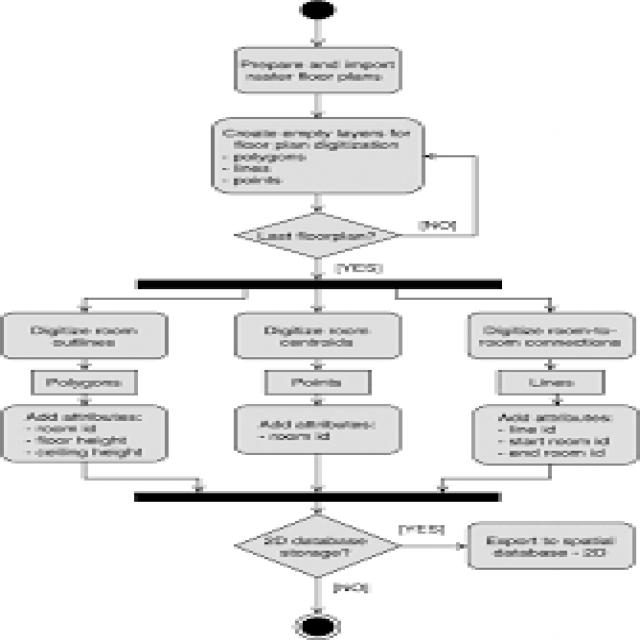 Prepare and import
raster floor plans
Create empty layers for
floor plan digitization
- polygons
- lines
- points
Last floorplan?
[NO]
[YES]
Digitize room
outlines
Digitize room
centroids
Digitize room-to-
room connections
Polygons
Points
Lines
Add attributes:
- room id
- floor height
- ceiling height
Add attributes:
- room id
Add attributes:
- line id
- start room id
- end room id
2D database
storage?
[YES]
Export to spatial
database - 2D
[NO]